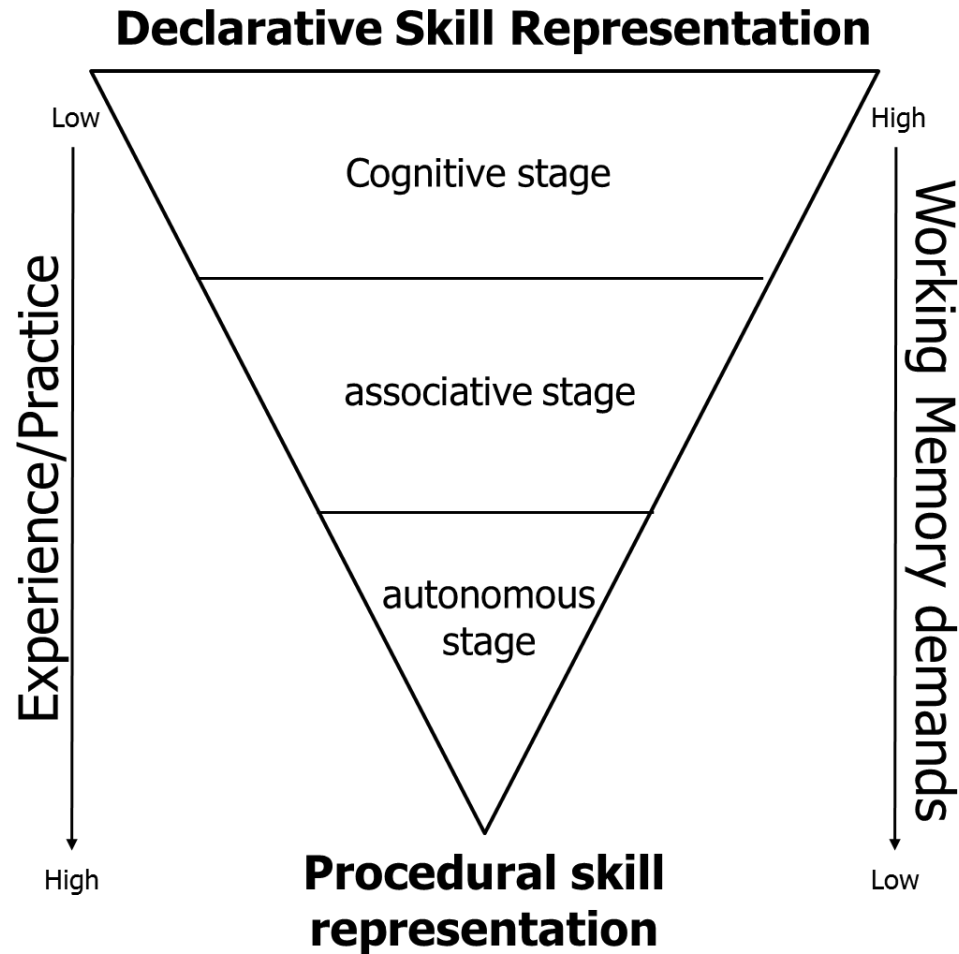 Declarative Skill Representation
Low
High
Cognitive stage
Experience/Practice
Working Memory demands
associative stage
autonomous
stage
High
Low
Procedural skill
representation